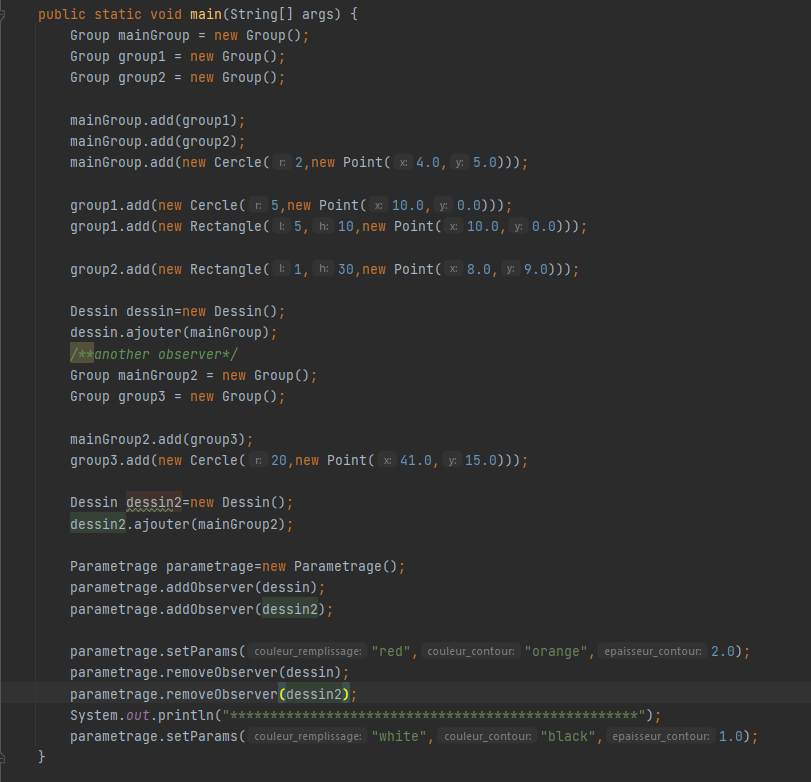 public static void main(String[] args) {
Group mainGroup = new Group();
Group group1 = new Group();
Group group2 = new Group();
mainGroup.add(group1);
mainGroup.add(group2);
mainGroup.add(new Cercle( r: 2,new Point( x: 4.0, y: 5.0)));
group1.add(new Cercle( r: 5,new Point( x: 10.0, y: 0.0)));
group1.add(new Rectangle( l: 5, h: 10,new Point( x: 10.0, y: 0.0)));
group2.add(new Rectangle( l: 1, h: 30,new Point( x: 8.0, y: 9.0)));
Dessin dessin=new Dessin();
dessin.ajouter(mainGroup);
/**another observer*/
Group mainGroup2 = new Group();
Group group3 = new Group();
mainGroup2.add(group3);
group3.add(new Cercle( r: 20,new Point( x: 41.0, y: 15.0)));
Dessin dessin2=new Dessin();
dessin2.ajouter(mainGroup2);
Parametrage parametrage=new Parametrage();
parametrage.addObserver(dessin);
parametrage.addObserver(dessin2);
parametrage.setParams( couleur_remplissage: "red", couleur_contour: "orange", epaisseur_contour: 2.0);
parametrage.removeObserver(dessin);
parametrage.removeObserver(dessin2);
System.out.println("***************************************************");
parametrage.setParams( couleur_remplissage: "white", couleur_contour: "black", epaisseur_contour: 1.0);
}